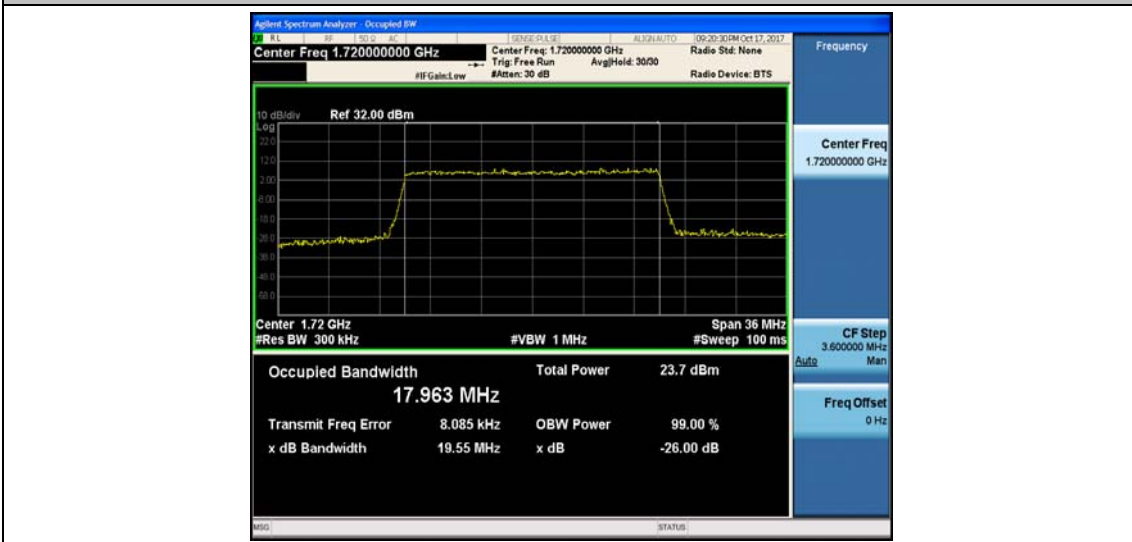 Agilent Spectrum Analyzer - Occupied BW
RL RF 50 Ω AC SENSE:PULSE ALIGN AUTO 09:20:30 PM Oct 17, 2017
Center Freq 1.720000000 GHz
Center Freq: 1.720000000 GHz
Radio Std: None
Trig: Free Run Avg|Hold: 30/30
#IFGain:Low #Atten: 30 dB Radio Device: BTS
10 dB/div Ref 32.00 dBm
Log
22.0
12.0
2.00
-8.00
-18.0
-28.0
-38.0
-48.0
-58.0
Center 1.72 GHz Span 36 MHz
#Res BW 300 kHz #VBW 1 MHz #Sweep 100 ms
Occupied Bandwidth Total Power 23.7 dBm
17.963 MHz
Transmit Freq Error 8.085 kHz OBW Power 99.00 %
x dB Bandwidth 19.55 MHz x dB -26.00 dB
MSG STATUS
Frequency
Center Freq
1.720000000 GHz
CF Step
3.600000 MHz
Auto Man
Freq Offset
0 Hz